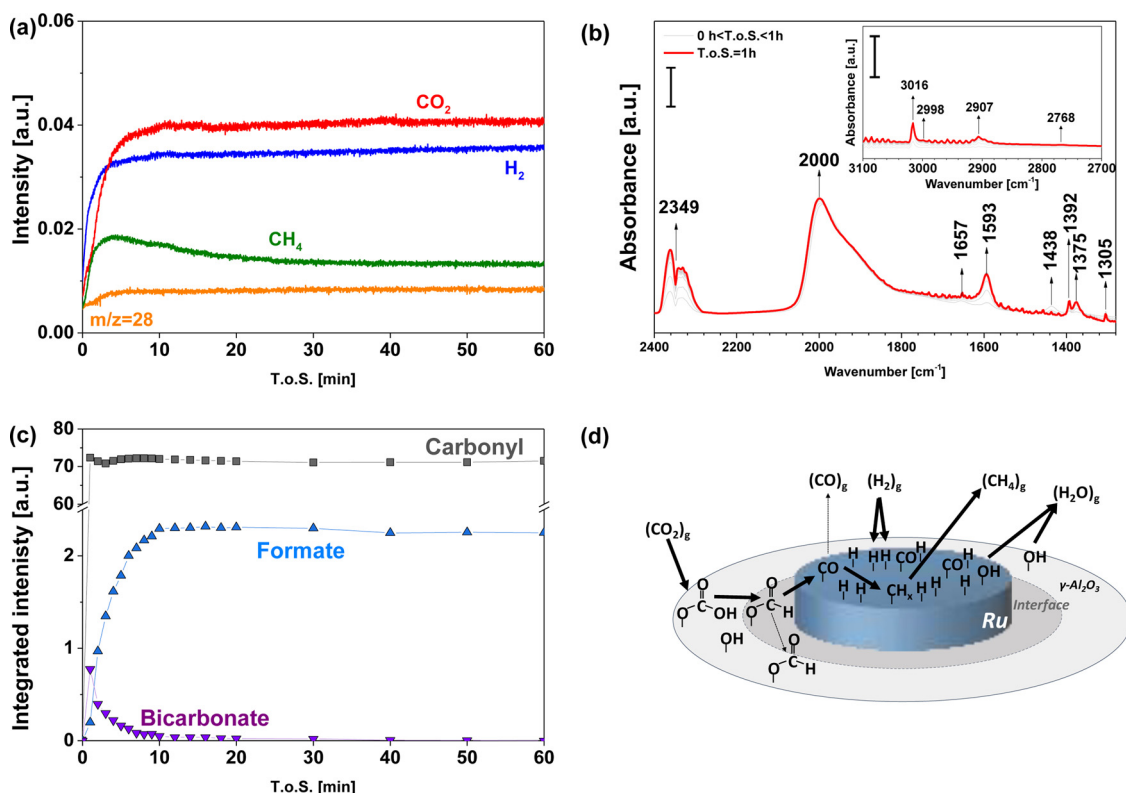 (a)
0.06
0.04
0.02
0.00
Intensity [a.u.]
CO₂
H₂
CH₄
m/z=28
0 10 20 30 40 50 60
T.o.S. [min]
(b)
Absorbance [a.u.]
0 h<T.o.S.<1h
T.o.S.=1h
2349
2000
1657
1593
1438
1392
1375
1305
2400 2200 2000 1800 1600 1400
Wavenumber [cm⁻¹]
Absorbance [a.u.]
3016
2998
2907
2768
3100 3000 2900 2800 2700
Wavenumber [cm⁻¹]
(c)
80
70
60
2
1
0
Integrated intenisty [a.u.]
Carbonyl
Formate
Bicarbonate
0 10 20 30 40 50 60
T.o.S. [min]
(d)
(CO)g (H₂)g (CH₄)g (H₂O)g
(CO₂)g
H H H CO H CO H OH OH
CO
H H CHₓ H H H
O C O OH
O C O H
OH
O C O H
Ru
Interface
γ-Al₂O₃